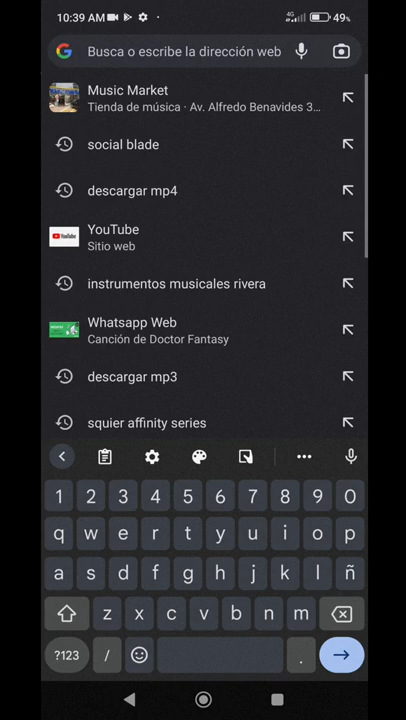 10:39 AM
4G
49%
Busca o escribe la dirección web
Music Market
Tienda de música · Av. Alfredo Benavides 3...
social blade
descargar mp4
YouTube
YouTube
Sitio web
instrumentos musicales rivera
Whatsapp Web
Canción de Doctor Fantasy
descargar mp3
squier affinity series
1 2 3 4 5 6 7 8 9 0
q w e r t y u i o p
a s d f g h j k l ñ
z x c v b n m
?123 / .